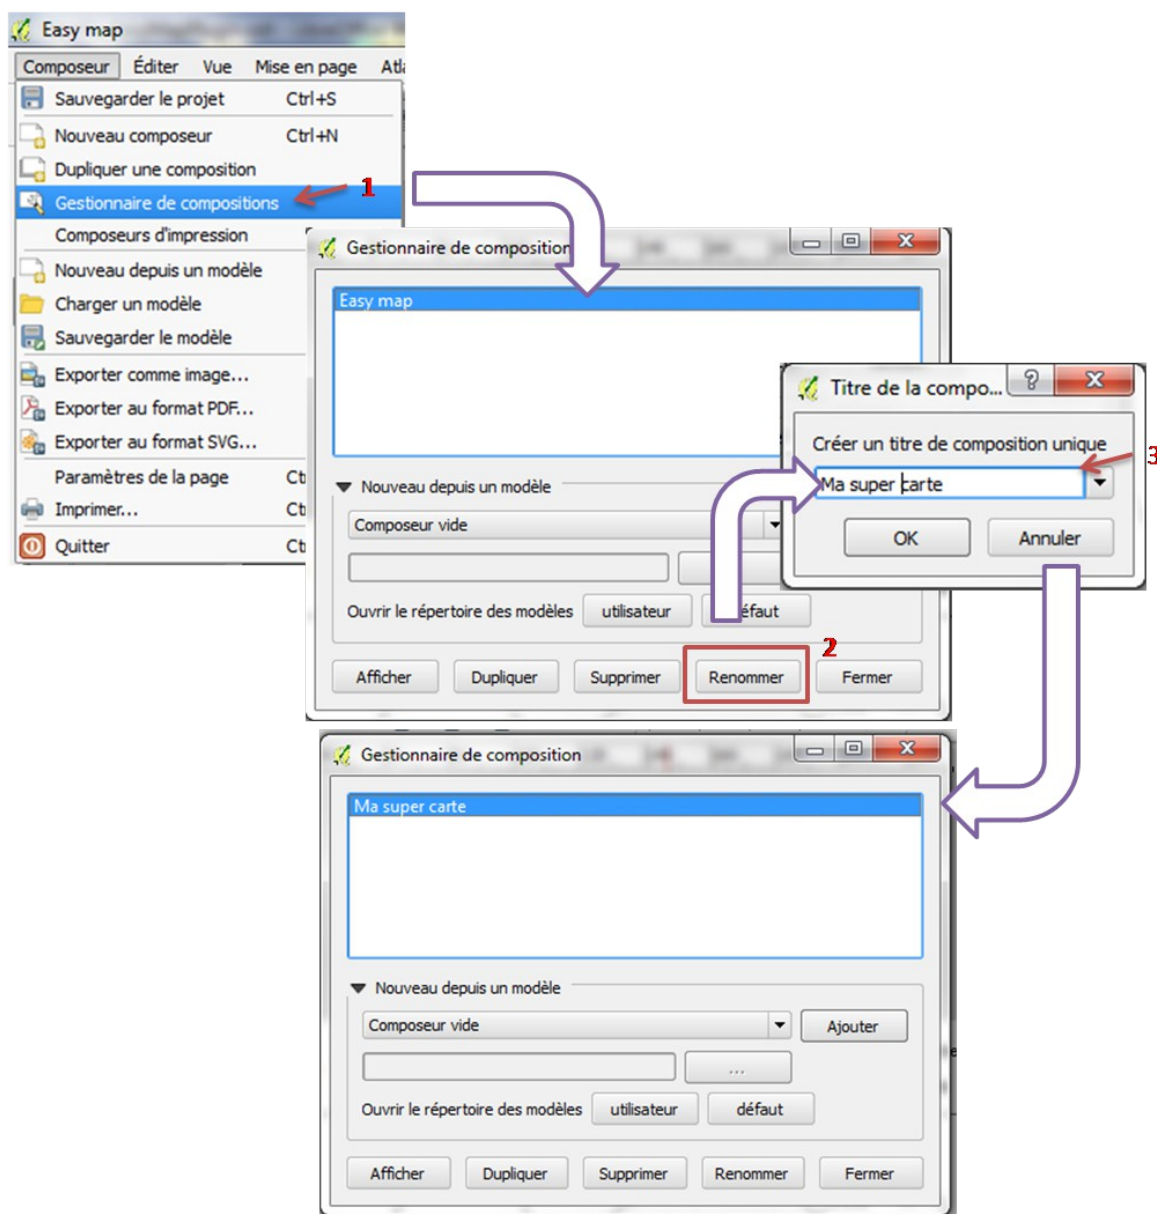 Easy map
Composeur Éditer Vue Mise en page Atla
Sauvegarder le projet Ctrl+S
Nouveau composeur Ctrl+N
Dupliquer une composition
Gestionnaire de compositions
1
Composeurs d'impression
Nouveau depuis un modèle
Charger un modèle
Sauvegarder le modèle
Exporter comme image...
Exporter au format PDF...
Exporter au format SVG...
Paramètres de la page Ct
Imprimer... Ct
Quitter Ct
Gestionnaire de composition
Easy map
Nouveau depuis un modèle
Composeur vide
Ouvrir le répertoire des modèles utilisateur éfaut
2
Afficher Dupliquer Supprimer Renommer Fermer
Titre de la compo... ?
Créer un titre de composition unique
3
Ma super carte
OK Annuler
Gestionnaire de composition
Ma super carte
Nouveau depuis un modèle
Composeur vide Ajouter
...
Ouvrir le répertoire des modèles utilisateur défaut
Afficher Dupliquer Supprimer Renommer Fermer